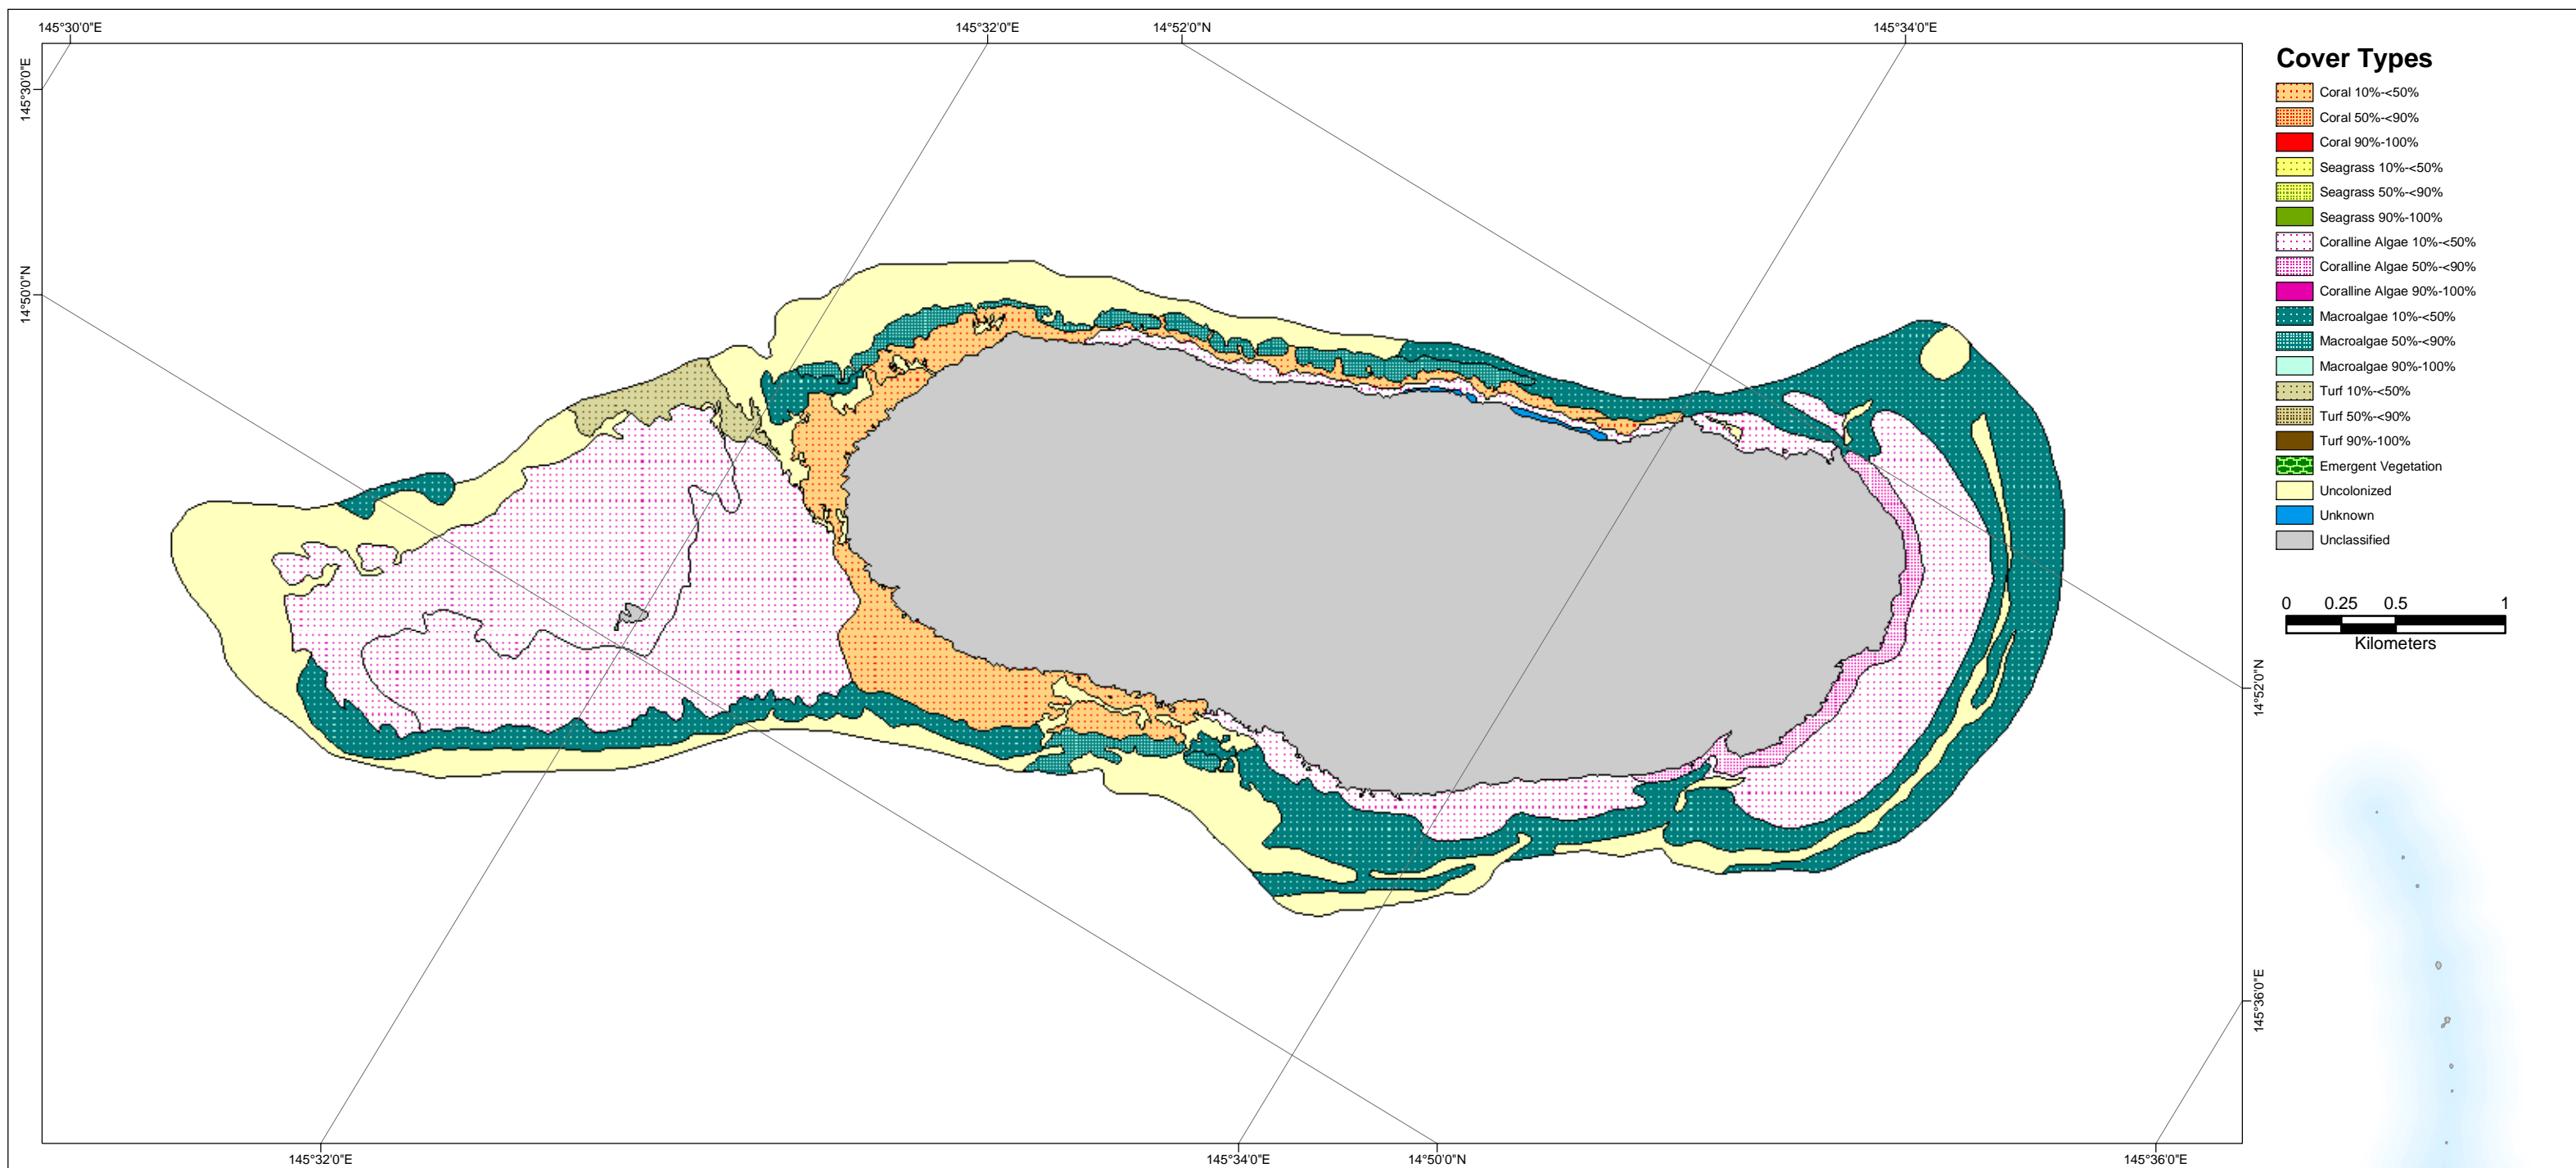 145°30'0"E
145°32'0"E
14°52'0"N
145°34'0"E
145°30'0"E
14°50'0"N
14°52'0"N
145°36'0"E
145°32'0"E
145°34'0"E
14°50'0"N
145°36'0"E
Cover Types
Coral 10%-<50%
Coral 50%-<90%
Coral 90%-100%
Seagrass 10%-<50%
Seagrass 50%-<90%
Seagrass 90%-100%
Coralline Algae 10%-<50%
Coralline Algae 50%-<90%
Coralline Algae 90%-100%
Macroalgae 10%-<50%
Macroalgae 50%-<90%
Macroalgae 90%-100%
Turf 10%-<50%
Turf 50%-<90%
Turf 90%-100%
Emergent Vegetation
Uncolonized
Unknown
Unclassified
0 0.25 0.5 1
Kilometers